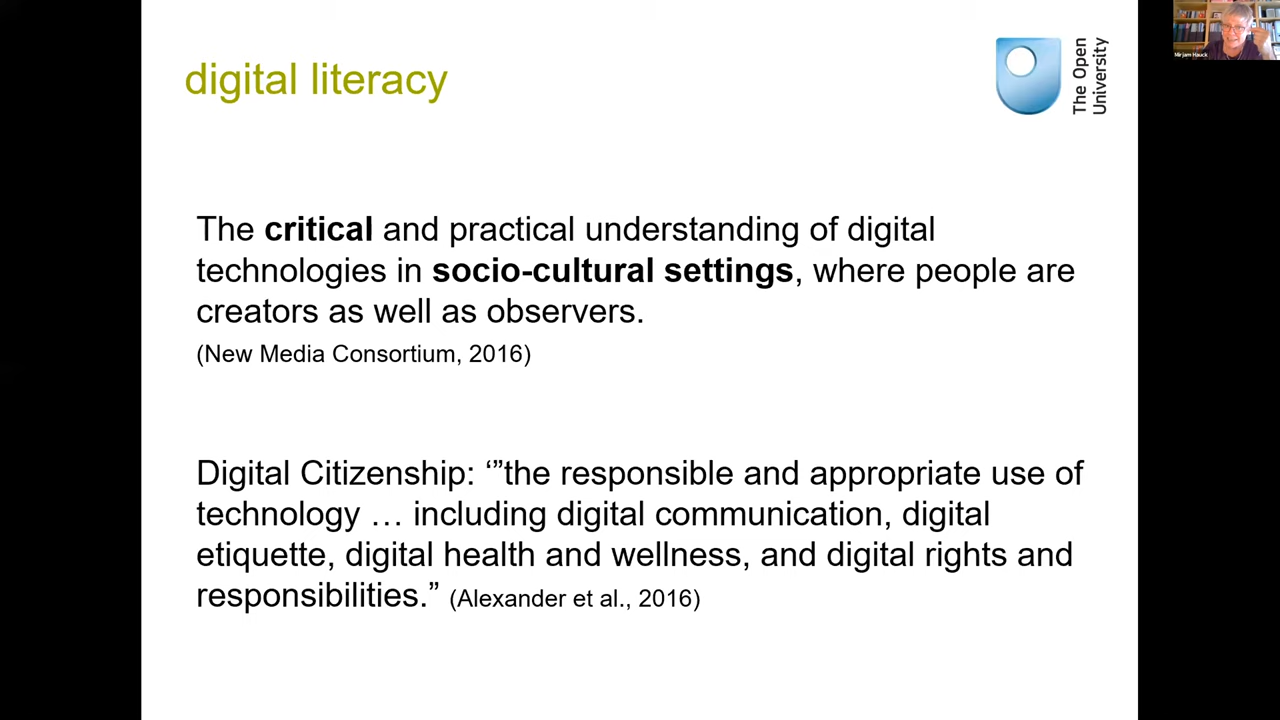 digital literacy
The Open
University
Mirjam Hauck
The critical and practical understanding of digital
technologies in socio-cultural settings, where people are
creators as well as observers.
(New Media Consortium, 2016)
Digital Citizenship: ‘”the responsible and appropriate use of
technology … including digital communication, digital
etiquette, digital health and wellness, and digital rights and
responsibilities.” (Alexander et al., 2016)